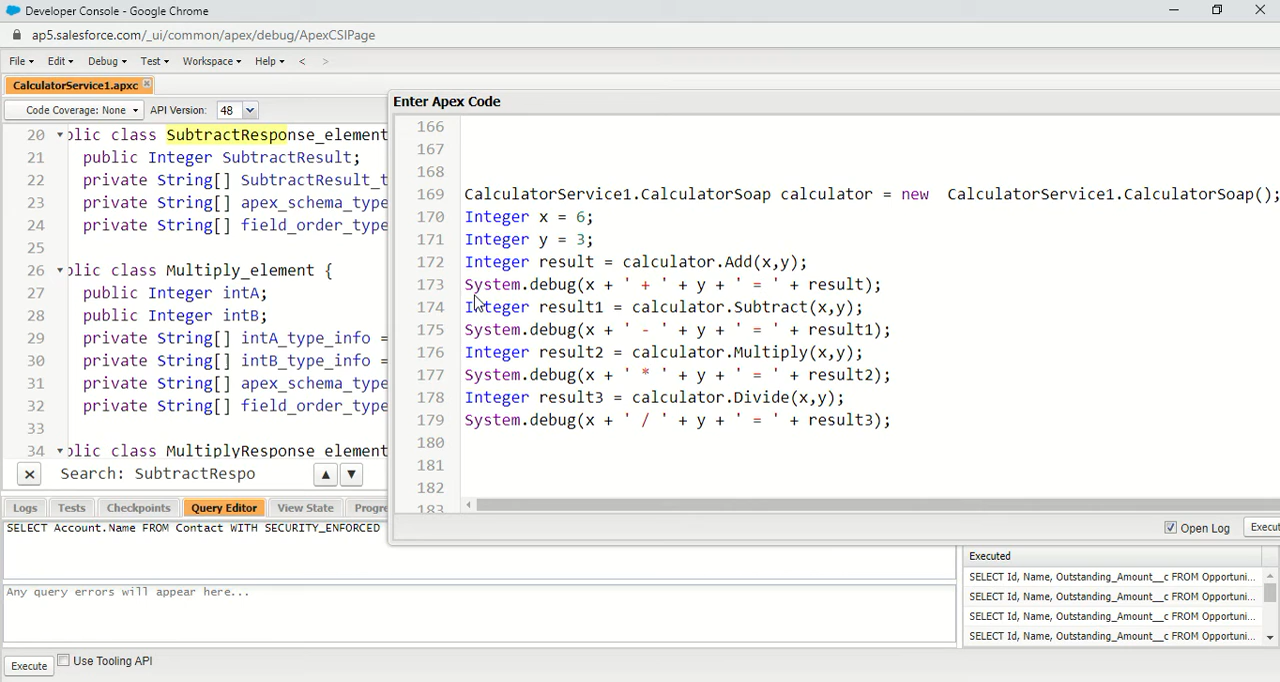 Developer Console - Google Chrome
ap5.salesforce.com/_ui/common/apex/debug/ApexCSIPage
File Edit Debug Test Workspace Help < >
CalculatorService1.apxc
Code Coverage: None API Version: 48
20 blic class SubtractResponse_element
21 public Integer SubtractResult;
22 private String[] SubtractResult_t
23 private String[] apex_schema_type
24 private String[] field_order_type
25
26 blic class Multiply_element {
27 public Integer intA;
28 public Integer intB;
29 private String[] intA_type_info =
30 private String[] intB_type_info =
31 private String[] apex_schema_type
32 private String[] field_order_type
33
34 blic class MultiplyResponse element
Search: SubtractRespo
Enter Apex Code
166
167
168
169 CalculatorService1.CalculatorSoap calculator = new CalculatorService1.CalculatorSoap();
170 Integer x = 6;
171 Integer y = 3;
172 Integer result = calculator.Add(x,y);
173 System.debug(x + ' + ' + y + ' = ' + result);
174 Integer result1 = calculator.Subtract(x,y);
175 System.debug(x + ' - ' + y + ' = ' + result1);
176 Integer result2 = calculator.Multiply(x,y);
177 System.debug(x + ' * ' + y + ' = ' + result2);
178 Integer result3 = calculator.Divide(x,y);
179 System.debug(x + ' / ' + y + ' = ' + result3);
180
181
182
183
Open Log Execut
Logs Tests Checkpoints Query Editor View State Progre
SELECT Account.Name FROM Contact WITH SECURITY_ENFORCED
Any query errors will appear here...
Executed
SELECT Id, Name, Outstanding_Amount__c FROM Opportuni...
SELECT Id, Name, Outstanding_Amount__c FROM Opportuni...
SELECT Id, Name, Outstanding_Amount__c FROM Opportuni...
SELECT Id, Name, Outstanding_Amount__c FROM Opportuni...
Execute Use Tooling API